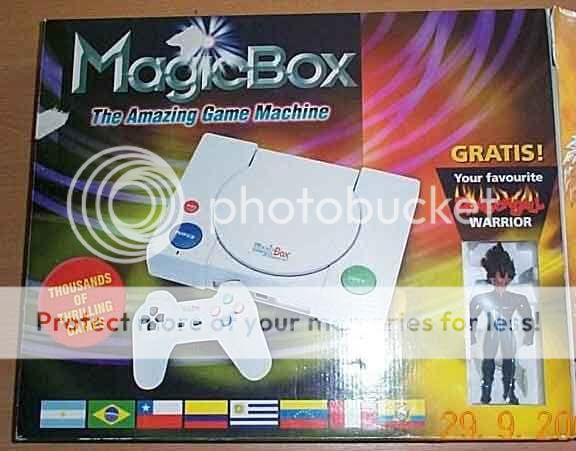 MagicBox
The Amazing Game Machine
GRATIS!
Your favourite
WARRIOR
photobucket
MagicBox
THOUSANDS
OF
THRILLING
GAMES
Protect more of your memories for less!
29. 9. 20